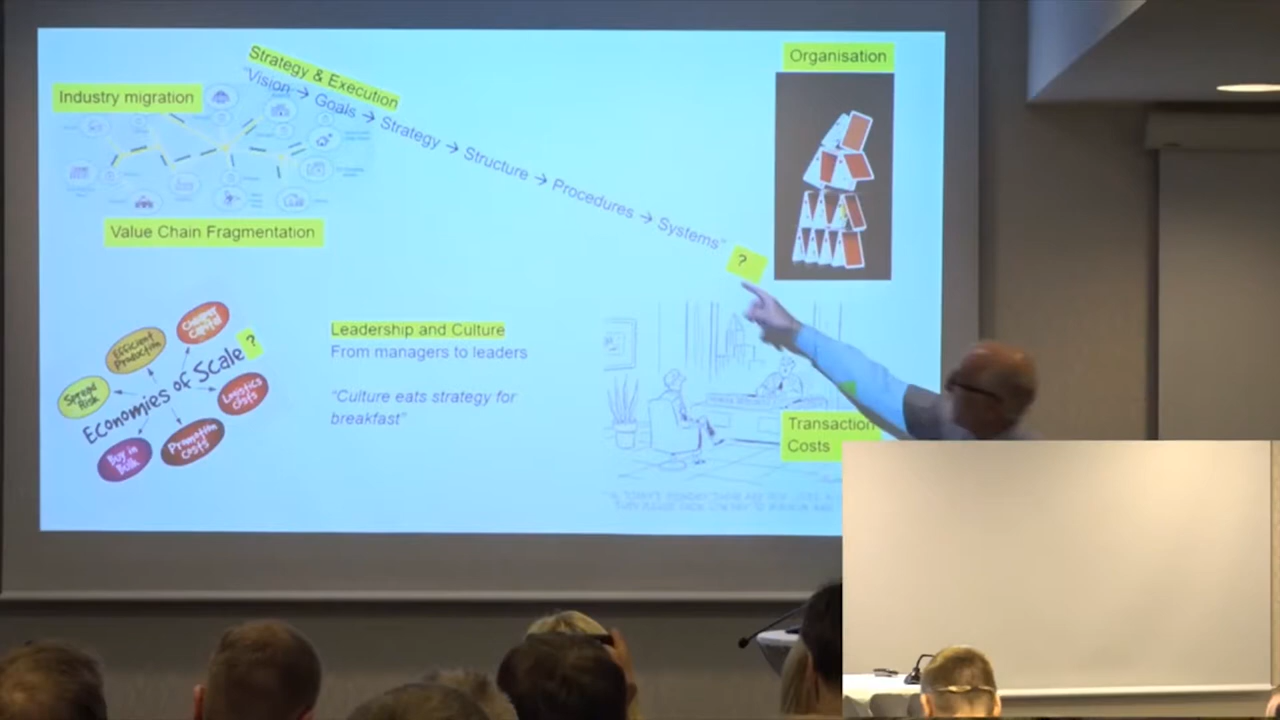 Strategy & Execution
"Vision → Goals → Strategy → Structure → Procedures → Systems"
?
Organisation
Industry migration
Value Chain Fragmentation
Cheaper Capital
Efficient Production
Spread Risk
Economies of Scale
?
Logistics Costs
Promotion Costs
Buy in Bulk
Leadership and Culture
From managers to leaders
"Culture eats strategy for
breakfast"
Transaction
Costs